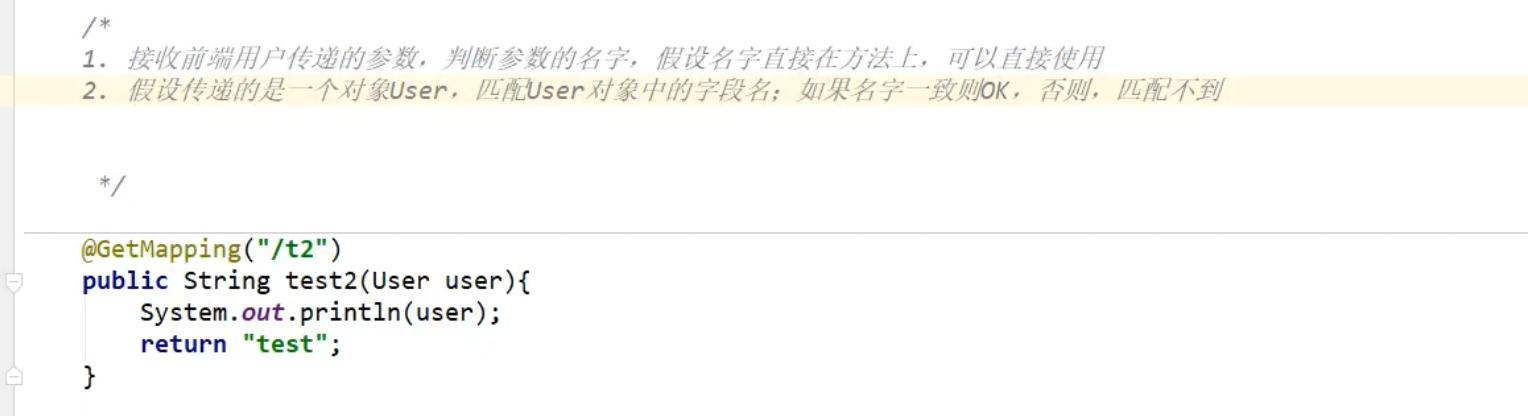 /*
1. 接收前端用户传递的参数，判断参数的名字，假设名字直接在方法上，可以直接使用
2. 假设传递的是一个对象User，匹配User对象中的字段名；如果名字一致则OK，否则，匹配不到
*/
@GetMapping("/t2")
public String test2(User user){
System.out.println(user);
return "test";
}